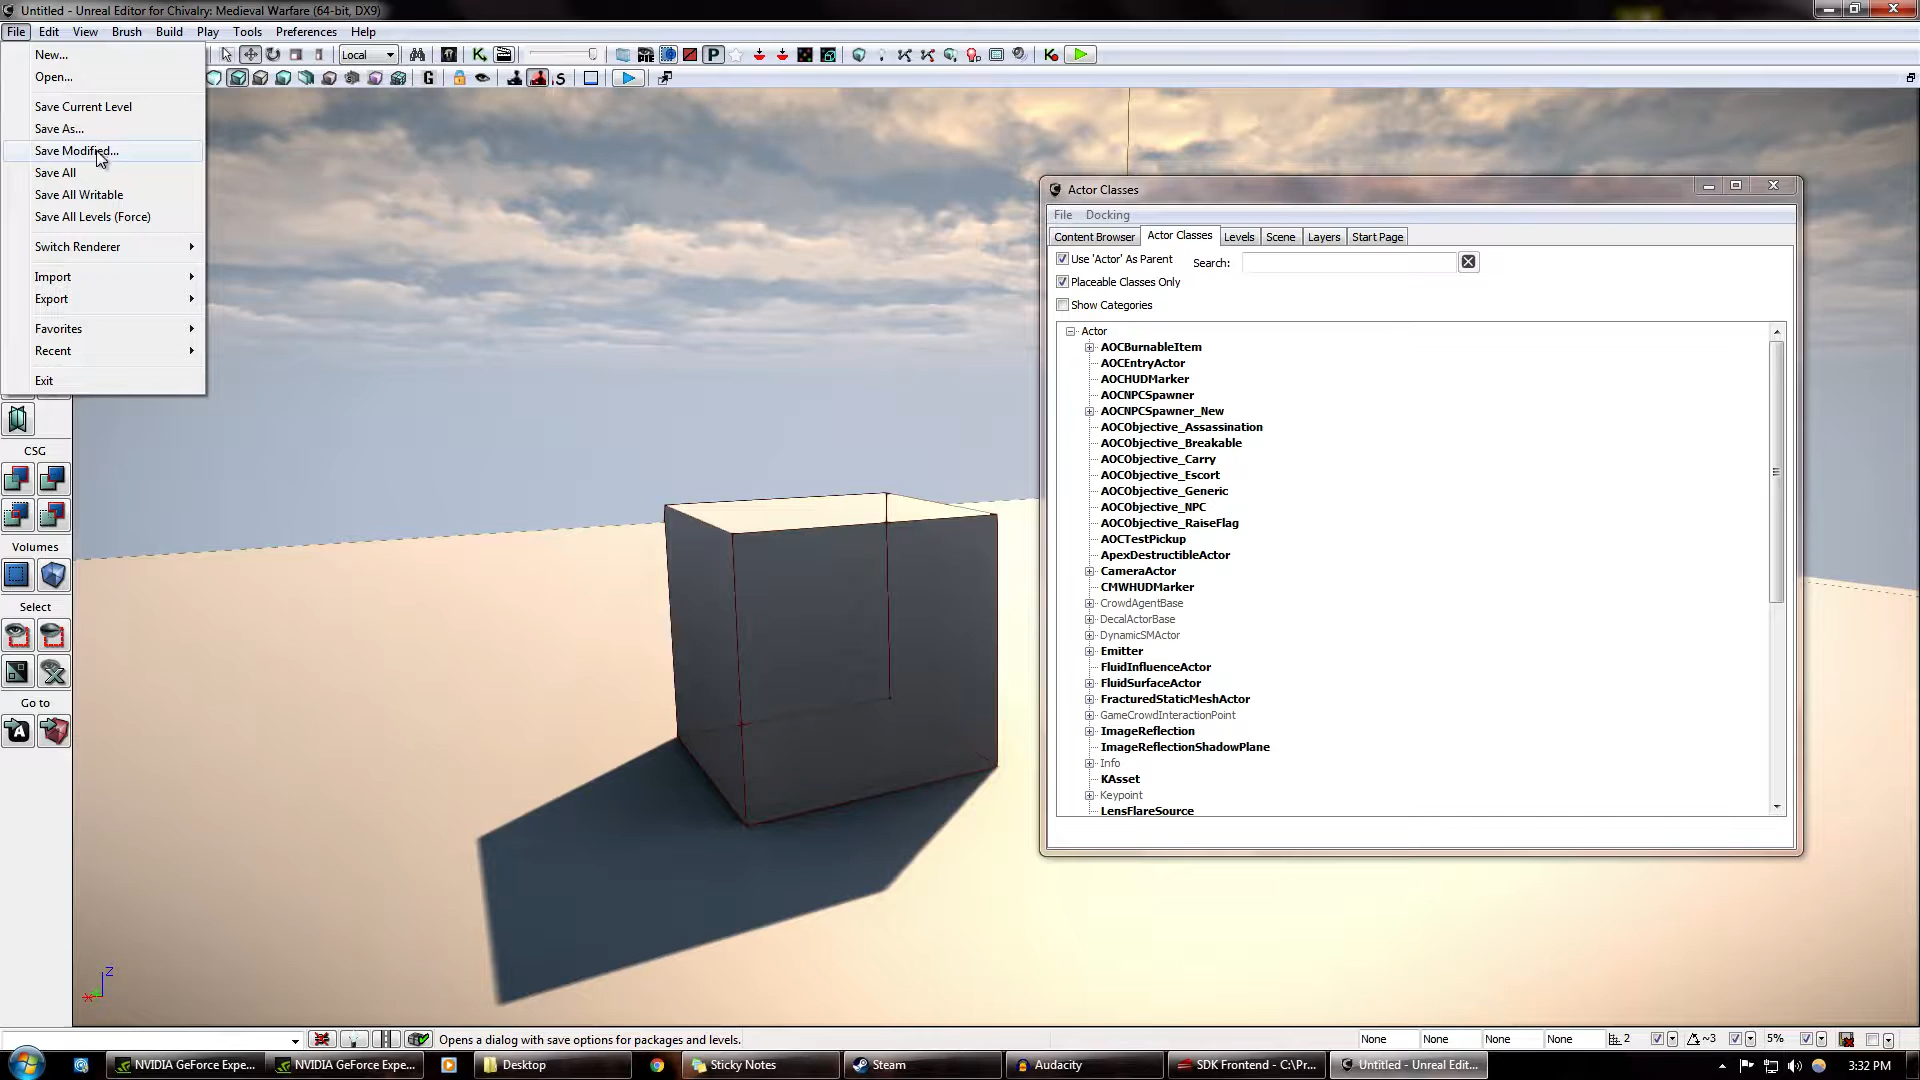 Untitled - Unreal Editor for Chivalry: Medieval Warfare (64-bit, DX9)
File Edit View Brush Build Play Tools Preferences Help
New...
Open...
Save Current Level
Save As...
Save Modified...
Save All
Save All Writable
Save All Levels (Force)
Switch Renderer
Import
Export
Favorites
Recent
Exit
Local
P
G
S
CSG
Volumes
Select
Go to
Z
Actor Classes
File Docking
Content Browser Actor Classes Levels Scene Layers Start Page
Use 'Actor' As Parent Search:
Placeable Classes Only
Show Categories
Actor
AOCBurnableItem
AOCEntryActor
AOCHUDMarker
AOCNPCSpawner
AOCNPCSpawner_New
AOCObjective_Assassination
AOCObjective_Breakable
AOCObjective_Carry
AOCObjective_Escort
AOCObjective_Generic
AOCObjective_NPC
AOCObjective_RaiseFlag
AOCTestPickup
ApexDestructibleActor
CameraActor
CMWHUDMarker
CrowdAgentBase
DecalActorBase
DynamicSMActor
Emitter
FluidInfluenceActor
FluidSurfaceActor
FracturedStaticMeshActor
GameCrowdInteractionPoint
ImageReflection
ImageReflectionShadowPlane
Info
KAsset
Keypoint
LensFlareSource
Opens a dialog with save options for packages and levels. None None None None 2 ~3 5%
NVIDIA GeForce Expe... NVIDIA GeForce Expe... Desktop Sticky Notes Steam Audacity SDK Frontend - C:\Pr... Untitled - Unreal Edit... 3:32 PM